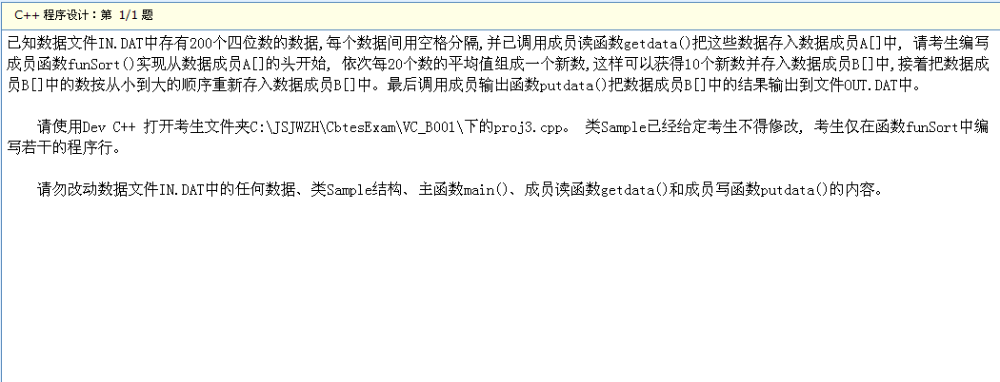 C++ 程序设计：第 1/1 题
已知数据文件IN.DAT中存有200个四位数的数据,每个数据间用空格分隔,并已调用成员读函数getdata()把这些数据存入数据成员A[]中, 请考生编写
成员函数funSort()实现从数据成员A[]的头开始, 依次每20个数的平均值组成一个新数,这样可以获得10个新数并存入数据成员B[]中,接着把数据成
员B[]中的数按从小到大的顺序重新存入数据成员B[]中。最后调用成员输出函数putdata()把数据成员B[]中的结果输出到文件OUT.DAT中。
请使用Dev C++ 打开考生文件夹C:\JSJWZH\CbtesExam\VC_B001\下的proj3.cpp。 类Sample已经给定考生不得修改, 考生仅在函数funSort中编
写若干的程序行。
请勿改动数据文件IN.DAT中的任何数据、类Sample结构、主函数main()、成员读函数getdata()和成员写函数putdata()的内容。